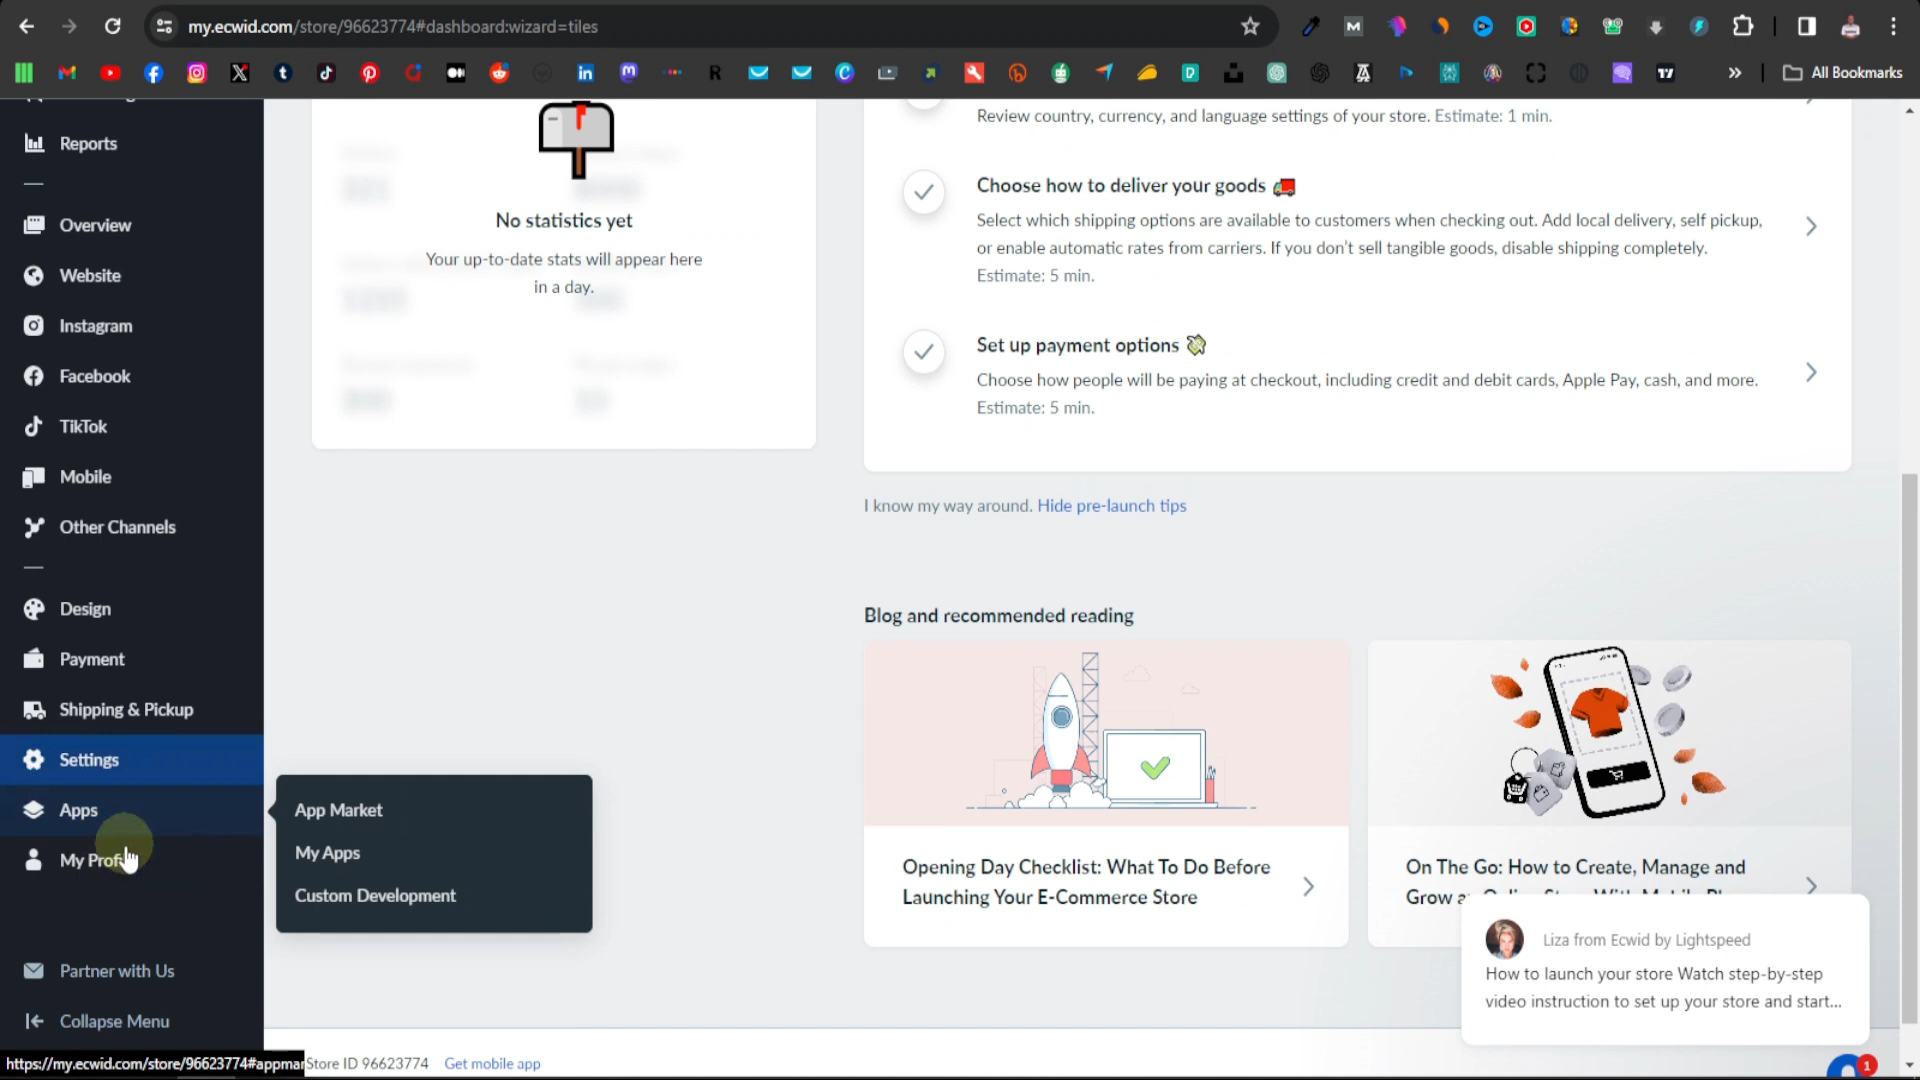 my.ecwid.com/store/96623774#dashboard:wizard=tiles
All Bookmarks
Reports
Overview
Website
Instagram
Facebook
TikTok
Mobile
Other Channels
Design
Payment
Shipping & Pickup
Settings
Apps
My Prof
Partner with Us
Collapse Menu
App Market
My Apps
Custom Development
No statistics yet
Your up-to-date stats will appear here
in a day.
Review country, currency, and language settings of your store. Estimate: 1 min.
Choose how to deliver your goods
Select which shipping options are available to customers when checking out. Add local delivery, self pickup,
or enable automatic rates from carriers. If you don't sell tangible goods, disable shipping completely.
Estimate: 5 min.
Set up payment options
Choose how people will be paying at checkout, including credit and debit cards, Apple Pay, cash, and more.
Estimate: 5 min.
I know my way around. Hide pre-launch tips
Blog and recommended reading
Opening Day Checklist: What To Do Before
Launching Your E-Commerce Store
On The Go: How to Create, Manage and
Liza from Ecwid by Lightspeed
How to launch your store Watch step-by-step
video instruction to set up your store and start...
1
https://my.ecwid.com/store/96623774#appmar
Store ID 96623774 Get mobile app